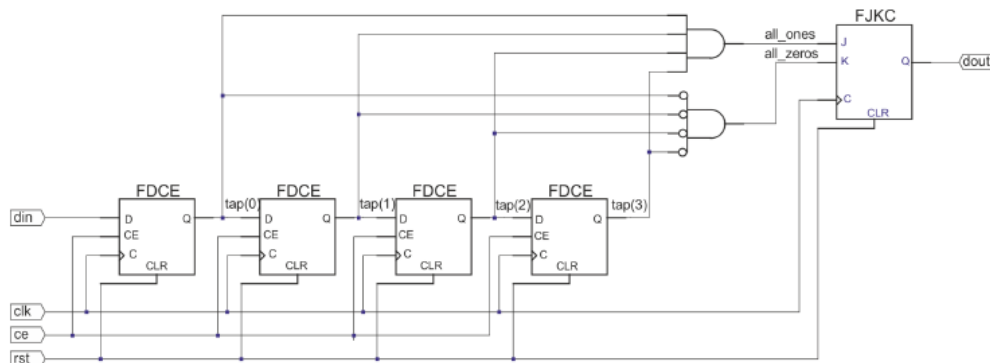 FJKC
all_ones
J
all_zeros
K
Q
dout
C
CLR
FDCE
FDCE
FDCE
FDCE
din
D
Q
tap(0)
D
Q
tap(1)
D
Q
tap(2)
D
Q
tap(3)
CE
CE
CE
CE
C
C
C
C
CLR
CLR
CLR
CLR
clk
ce
rst